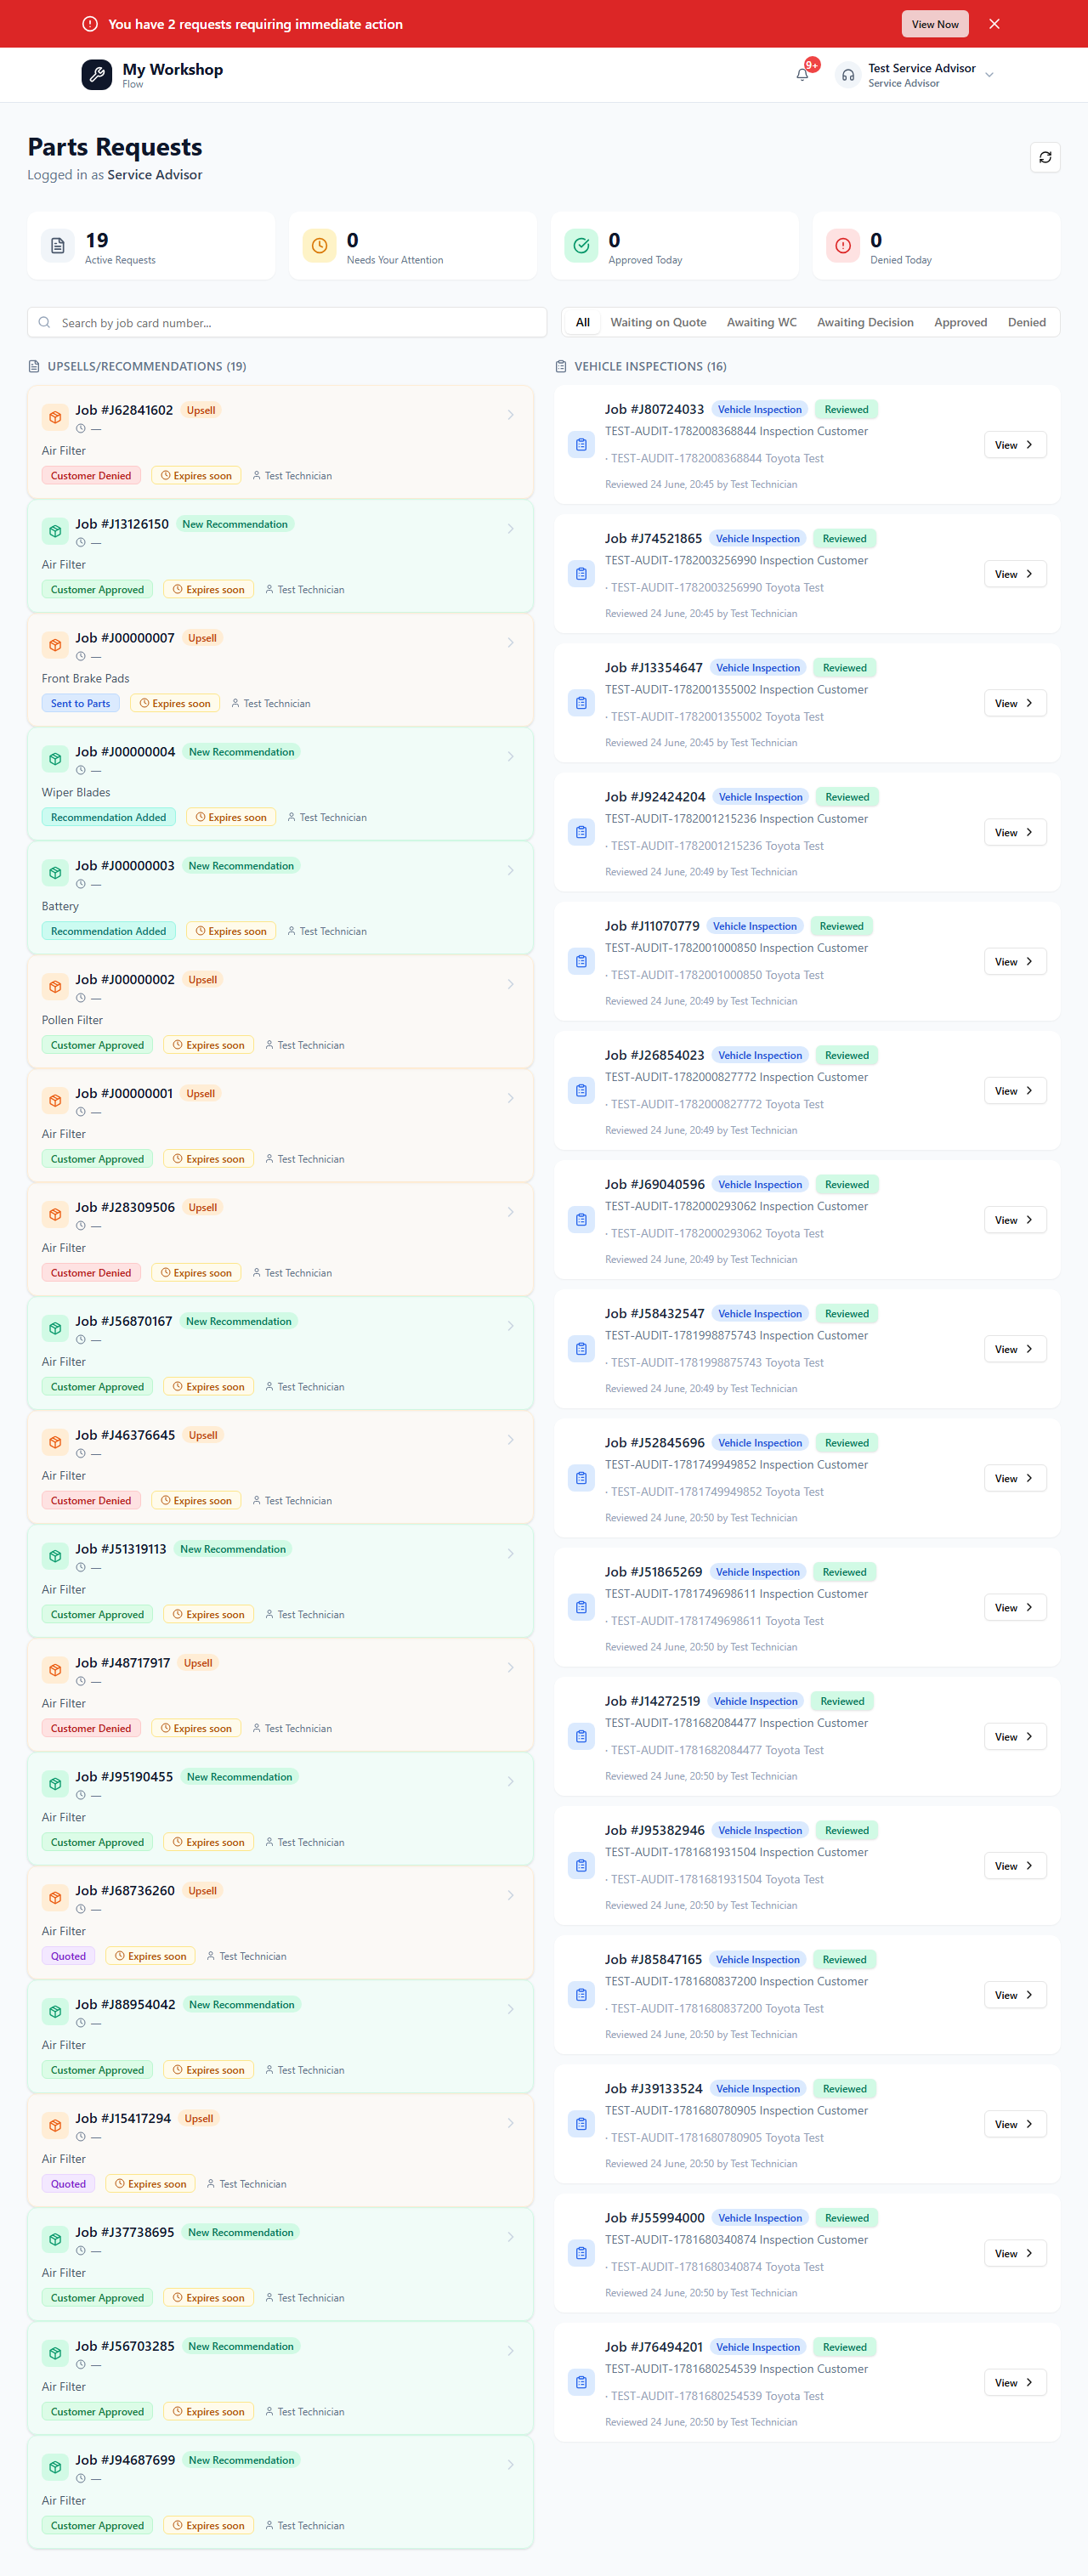 You have 2 requests requiring immediate action
View Now
My Workshop
Flow
9+
Test Service Advisor
Service Advisor
Parts Requests
Logged in as Service Advisor
19
Active Requests
0
Needs Your Attention
0
Approved Today
0
Denied Today
Search by job card number...
All
Waiting on Quote
Awaiting WC
Awaiting Decision
Approved
Denied
UPSELLS/RECOMMENDATIONS (19)
Job #J62841602 Upsell
—
Air Filter
Customer Denied Expires soon Test Technician
Job #J13126150 New Recommendation
—
Air Filter
Customer Approved Expires soon Test Technician
Job #J00000007 Upsell
—
Front Brake Pads
Sent to Parts Expires soon Test Technician
Job #J00000004 New Recommendation
—
Wiper Blades
Recommendation Added Expires soon Test Technician
Job #J00000003 New Recommendation
—
Battery
Recommendation Added Expires soon Test Technician
Job #J00000002 Upsell
—
Pollen Filter
Customer Approved Expires soon Test Technician
Job #J00000001 Upsell
—
Air Filter
Customer Approved Expires soon Test Technician
Job #J28309506 Upsell
—
Air Filter
Customer Denied Expires soon Test Technician
Job #J56870167 New Recommendation
—
Air Filter
Customer Approved Expires soon Test Technician
Job #J46376645 Upsell
—
Air Filter
Customer Denied Expires soon Test Technician
Job #J51319113 New Recommendation
—
Air Filter
Customer Approved Expires soon Test Technician
Job #J48717917 Upsell
—
Air Filter
Customer Denied Expires soon Test Technician
Job #J95190455 New Recommendation
—
Air Filter
Customer Approved Expires soon Test Technician
Job #J68736260 Upsell
—
Air Filter
Quoted Expires soon Test Technician
Job #J88954042 New Recommendation
—
Air Filter
Customer Approved Expires soon Test Technician
Job #J15417294 Upsell
—
Air Filter
Quoted Expires soon Test Technician
Job #J37738695 New Recommendation
—
Air Filter
Customer Approved Expires soon Test Technician
Job #J56703285 New Recommendation
—
Air Filter
Customer Approved Expires soon Test Technician
Job #J94687699 New Recommendation
—
Air Filter
Customer Approved Expires soon Test Technician
VEHICLE INSPECTIONS (16)
Job #J80724033 Vehicle Inspection Reviewed
TEST-AUDIT-1782008368844 Inspection Customer
· TEST-AUDIT-1782008368844 Toyota Test
Reviewed 24 June, 20:45 by Test Technician
View
Job #J74521865 Vehicle Inspection Reviewed
TEST-AUDIT-1782003256990 Inspection Customer
· TEST-AUDIT-1782003256990 Toyota Test
Reviewed 24 June, 20:45 by Test Technician
View
Job #J13354647 Vehicle Inspection Reviewed
TEST-AUDIT-1782001355002 Inspection Customer
· TEST-AUDIT-1782001355002 Toyota Test
Reviewed 24 June, 20:45 by Test Technician
View
Job #J92424204 Vehicle Inspection Reviewed
TEST-AUDIT-1782001215236 Inspection Customer
· TEST-AUDIT-1782001215236 Toyota Test
Reviewed 24 June, 20:45 by Test Technician
View
Job #J11070779 Vehicle Inspection Reviewed
TEST-AUDIT-1782001000850 Inspection Customer
· TEST-AUDIT-1782001000850 Toyota Test
Reviewed 24 June, 20:49 by Test Technician
View
Job #J26854023 Vehicle Inspection Reviewed
TEST-AUDIT-1782000827772 Inspection Customer
· TEST-AUDIT-1782000827772 Toyota Test
Reviewed 24 June, 20:49 by Test Technician
View
Job #J69040596 Vehicle Inspection Reviewed
TEST-AUDIT-1782000293062 Inspection Customer
· TEST-AUDIT-1782000293062 Toyota Test
Reviewed 24 June, 20:49 by Test Technician
View
Job #J58432547 Vehicle Inspection Reviewed
TEST-AUDIT-1781998875743 Inspection Customer
· TEST-AUDIT-1781998875743 Toyota Test
Reviewed 24 June, 20:49 by Test Technician
View
Job #J52845696 Vehicle Inspection Reviewed
TEST-AUDIT-1781749949852 Inspection Customer
· TEST-AUDIT-1781749949852 Toyota Test
Reviewed 24 June, 20:50 by Test Technician
View
Job #J51865269 Vehicle Inspection Reviewed
TEST-AUDIT-1781749698611 Inspection Customer
· TEST-AUDIT-1781749698611 Toyota Test
Reviewed 24 June, 20:50 by Test Technician
View
Job #J14272519 Vehicle Inspection Reviewed
TEST-AUDIT-1781682084477 Inspection Customer
· TEST-AUDIT-1781682084477 Toyota Test
Reviewed 24 June, 20:50 by Test Technician
View
Job #J95382946 Vehicle Inspection Reviewed
TEST-AUDIT-1781681931504 Inspection Customer
· TEST-AUDIT-1781681931504 Toyota Test
Reviewed 24 June, 20:50 by Test Technician
View
Job #J85847165 Vehicle Inspection Reviewed
TEST-AUDIT-1781680837200 Inspection Customer
· TEST-AUDIT-1781680837200 Toyota Test
Reviewed 24 June, 20:50 by Test Technician
View
Job #J39133524 Vehicle Inspection Reviewed
TEST-AUDIT-1781680780905 Inspection Customer
· TEST-AUDIT-1781680780905 Toyota Test
Reviewed 24 June, 20:50 by Test Technician
View
Job #J55994000 Vehicle Inspection Reviewed
TEST-AUDIT-1781680340874 Inspection Customer
· TEST-AUDIT-1781680340874 Toyota Test
Reviewed 24 June, 20:50 by Test Technician
View
Job #J76494201 Vehicle Inspection Reviewed
TEST-AUDIT-1781680254539 Inspection Customer
· TEST-AUDIT-1781680254539 Toyota Test
Reviewed 24 June, 20:50 by Test Technician
View